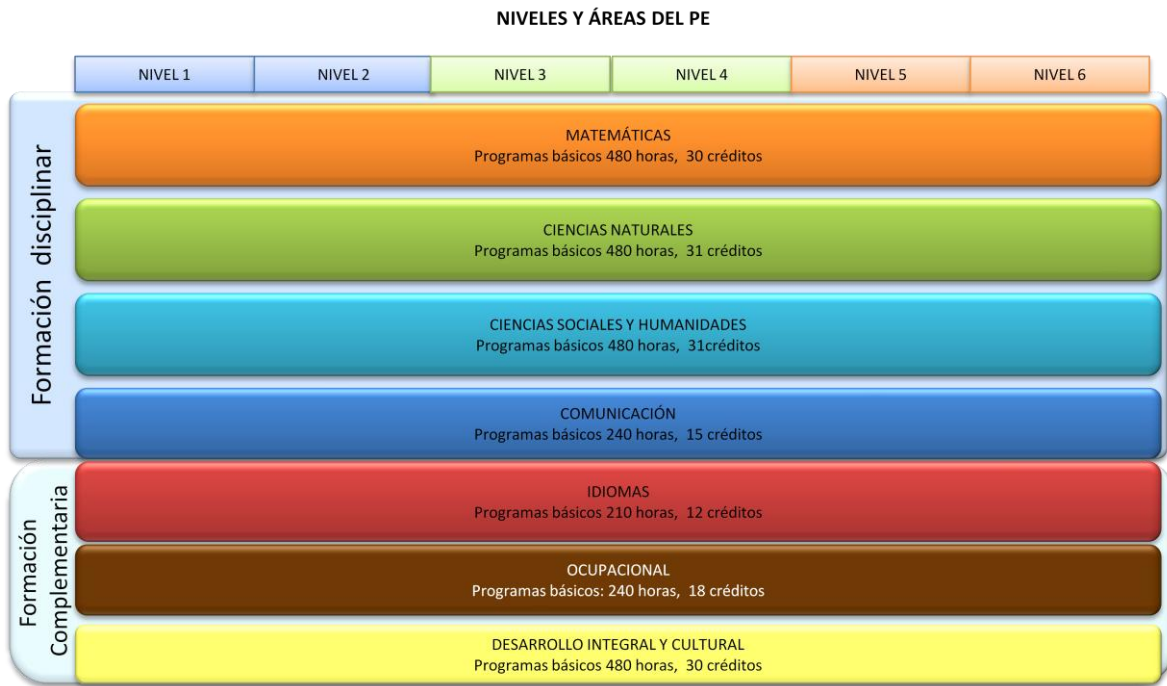 NIVELES Y ÁREAS DEL PE
NIVEL 1
NIVEL 2
NIVEL 3
NIVEL 4
NIVEL 5
NIVEL 6
Formación disciplinar
MATEMÁTICAS
Programas básicos 480 horas, 30 créditos
CIENCIAS NATURALES
Programas básicos 480 horas, 31 créditos
CIENCIAS SOCIALES Y HUMANIDADES
Programas básicos 480 horas, 31créditos
COMUNICACIÓN
Programas básicos 240 horas, 15 créditos
Formación
Complementaria
IDIOMAS
Programas básicos 210 horas, 12 créditos
OCUPACIONAL
Programas básicos: 240 horas, 18 créditos
DESARROLLO INTEGRAL Y CULTURAL
Programas básicos 480 horas, 30 créditos